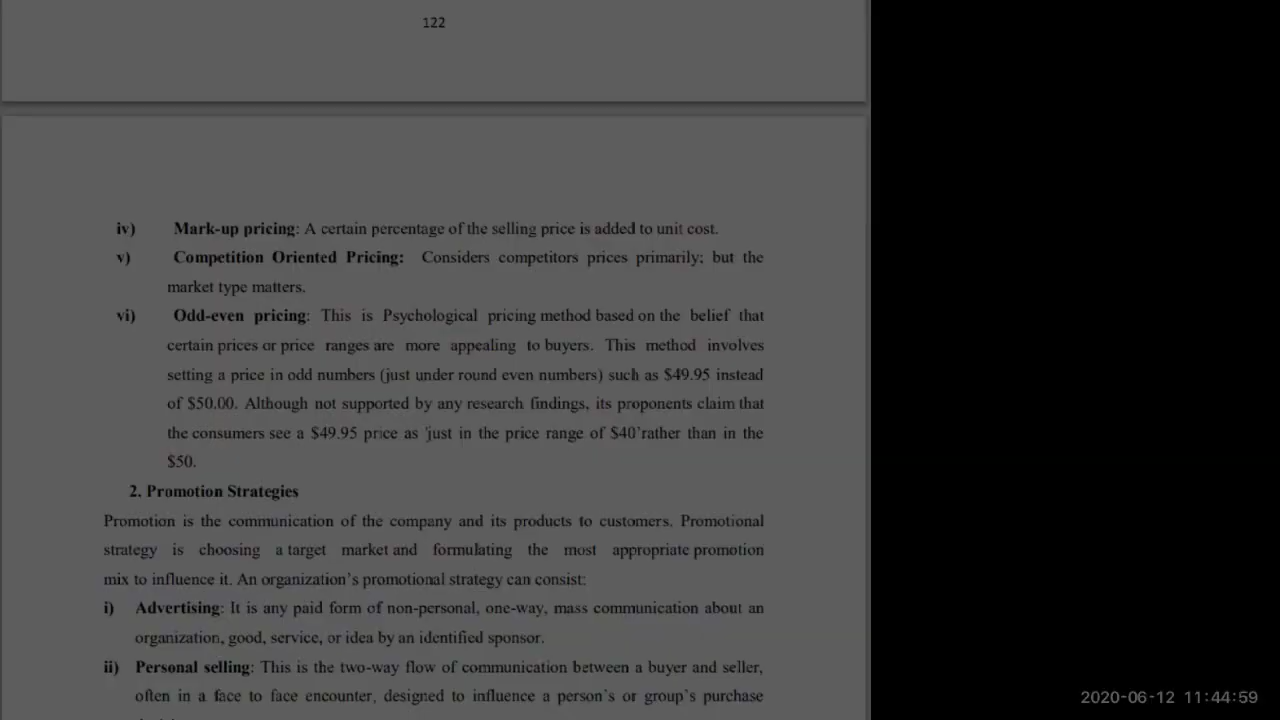 122
iv) Mark-up pricing: A certain percentage of the selling price is added to unit cost.
v) Competition Oriented Pricing: Considers competitors prices primarily; but the
market type matters.
vi) Odd-even pricing: This is Psychological pricing method based on the belief that
certain prices or price ranges are more appealing to buyers. This method involves
setting a price in odd numbers (just under round even numbers) such as $49.95 instead
of $50.00. Although not supported by any research findings, its proponents claim that
the consumers see a $49.95 price as 'just in the price range of $40'rather than in the
$50.
2. Promotion Strategies
Promotion is the communication of the company and its products to customers. Promotional
strategy is choosing a target market and formulating the most appropriate promotion
mix to influence it. An organization's promotional strategy can consist:
i) Advertising: It is any paid form of non-personal, one-way, mass communication about an
organization, good, service, or idea by an identified sponsor.
ii) Personal selling: This is the two-way flow of communication between a buyer and seller,
often in a face to face encounter, designed to influence a person's or group's purchase
2020-06-12 11:44:59